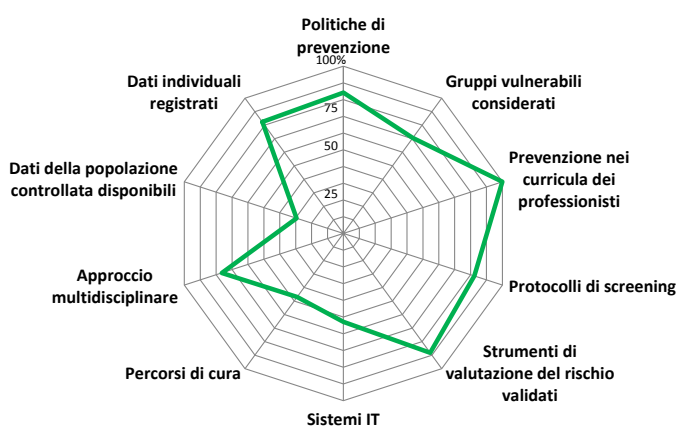 Politiche di
prevenzione
100%
75
50
25
Gruppi vulnerabili
considerati
Prevenzione nei
curricula dei
professionisti
Protocolli di screening
Strumenti di
valutazione del rischio
validati
Sistemi IT
Percorsi di cura
Approccio
multidisciplinare
Dati della popolazione
controllata disponibili
Dati individuali
registrati